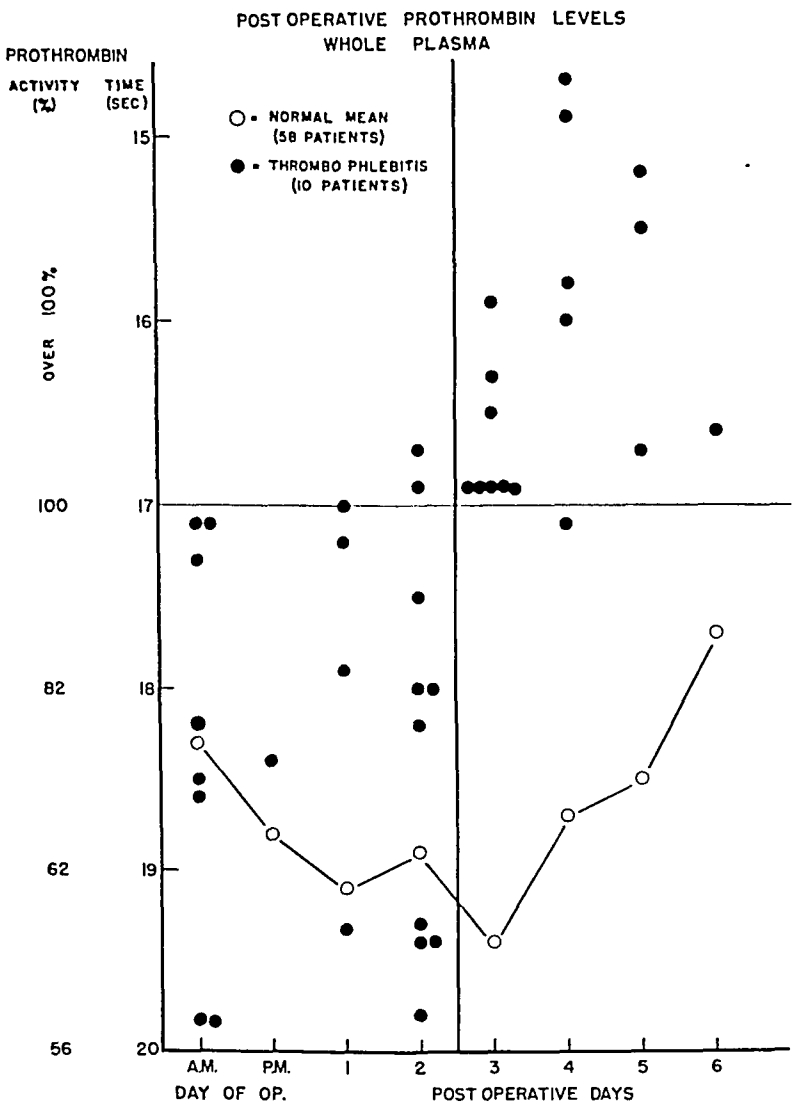 POST OPERATIVE PROTHROMBIN LEVELS
WHOLE PLASMA
PROTHROMBIN
ACTIVITY TIME
(%) (SEC)
O = NORMAL MEAN
(58 PATIENTS)
● = THROMBO PHLEBITIS
(10 PATIENTS)
15
OVER 100%
16
100 17
82 18
62 19
56 20
A.M. P.M. 1 2 3 4 5 6
DAY OF OP. POST OPERATIVE DAYS